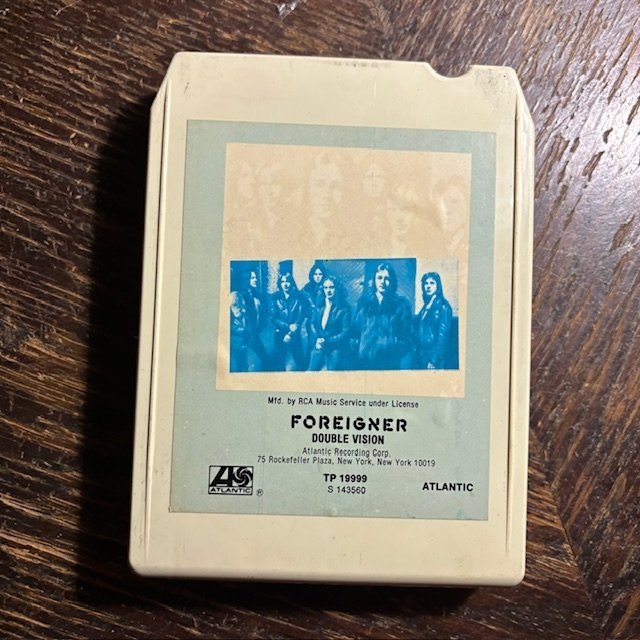 Mfd. by RCA Music Service under License
FOREIGNER
DOUBLE VISION
Atlantic Recording Corp.
75 Rockefeller Plaza, New York, New York 10019
TP 19999
S 143560
ATLANTIC ®
ATLANTIC